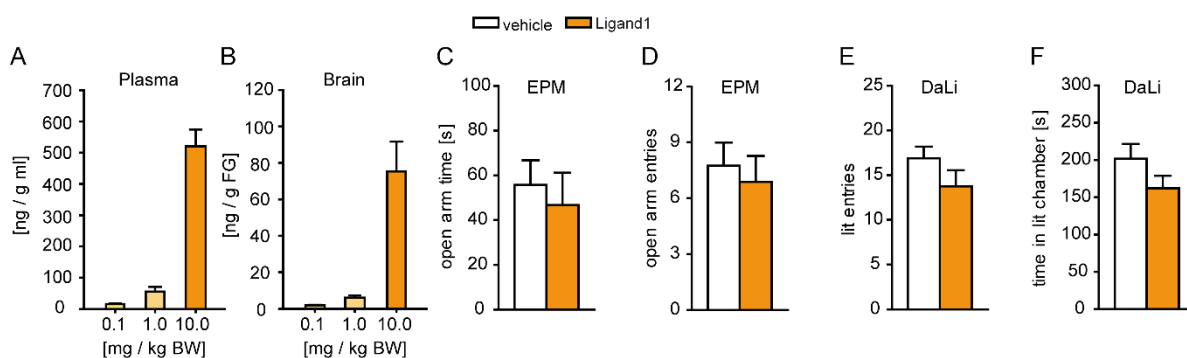 vehicle Ligand1
A
Plasma
[ng / g ml]
700
600
500
400
300
200
100
0
0.1 1.0 10.0
[mg / kg BW]
B
Brain
[ng / g FG]
120
100
80
60
40
20
0
0.1 1.0 10.0
[mg / kg BW]
C
EPM
open arm time [s]
100
80
60
40
20
0
D
EPM
open arm entries
12
9
6
3
0
E
DaLi
lit entries
25
20
15
10
5
0
F
DaLi
time in lit chamber [s]
300
250
200
150
100
50
0